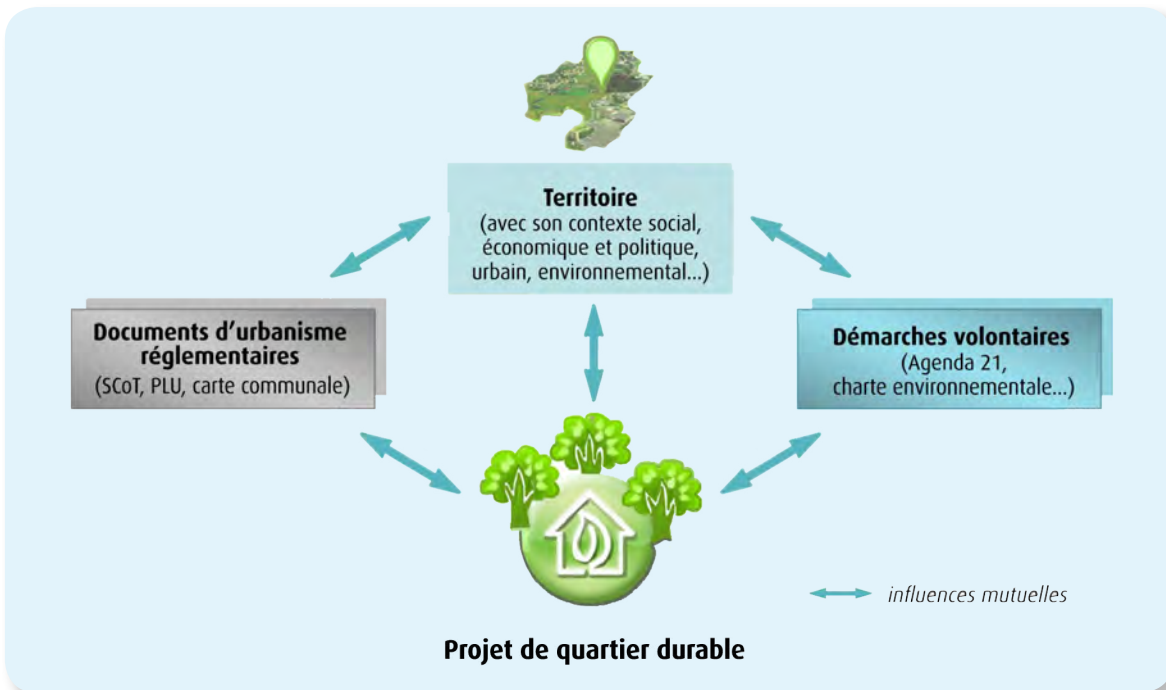 Territoire
(avec son contexte social,
économique et politique,
urbain, environnemental...)
Documents d'urbanisme
réglementaires
(SCoT, PLU, carte communale)
Démarches volontaires
(Agenda 21,
charte environnementale...)
influences mutuelles
Projet de quartier durable